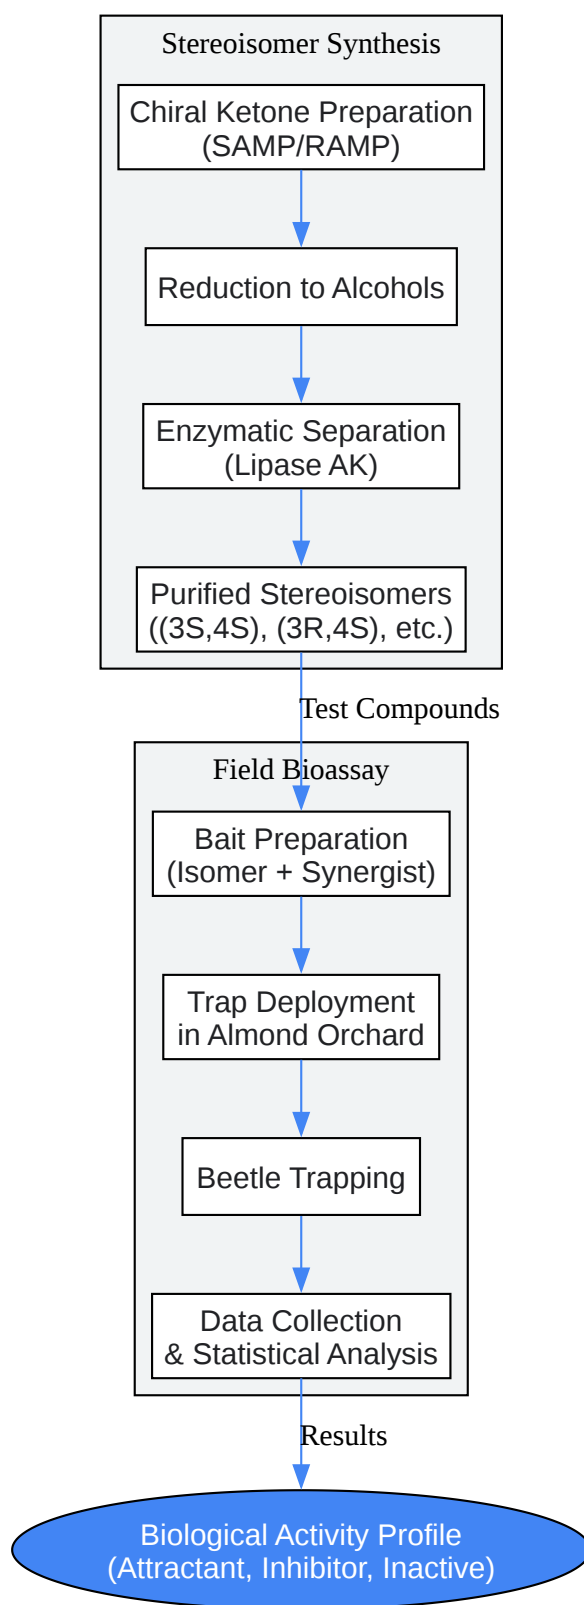 Stereoisomer Synthesis
Chiral Ketone Preparation
(SAMP/RAMP)
Reduction to Alcohols
Enzymatic Separation
(Lipase AK)
Purified Stereoisomers
((3S,4S), (3R,4S), etc.)
Test Compounds
Field Bioassay
Bait Preparation
(Isomer + Synergist)
Trap Deployment
in Almond Orchard
Beetle Trapping
Data Collection
& Statistical Analysis
Results
Biological Activity Profile
(Attractant, Inhibitor, Inactive)